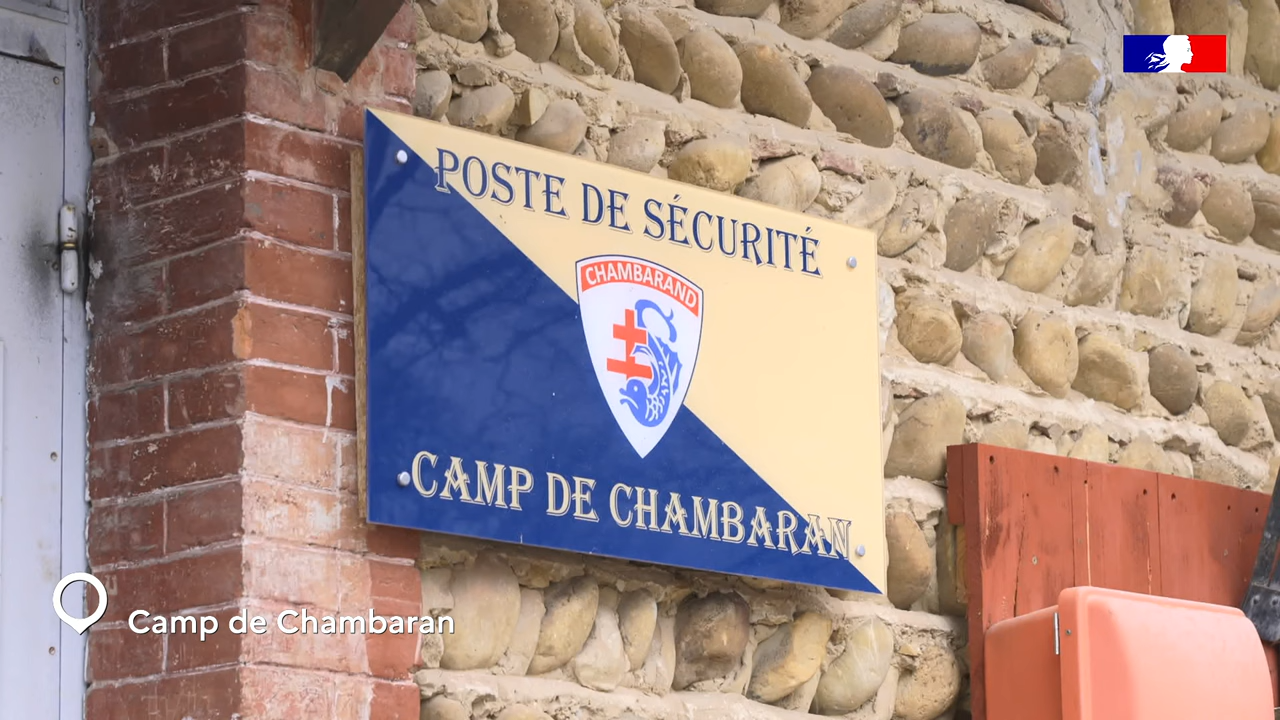 POSTE DE SÉCURITÉ
CHAMBARAND
CAMP DE CHAMBARAN
Camp de Chambaran